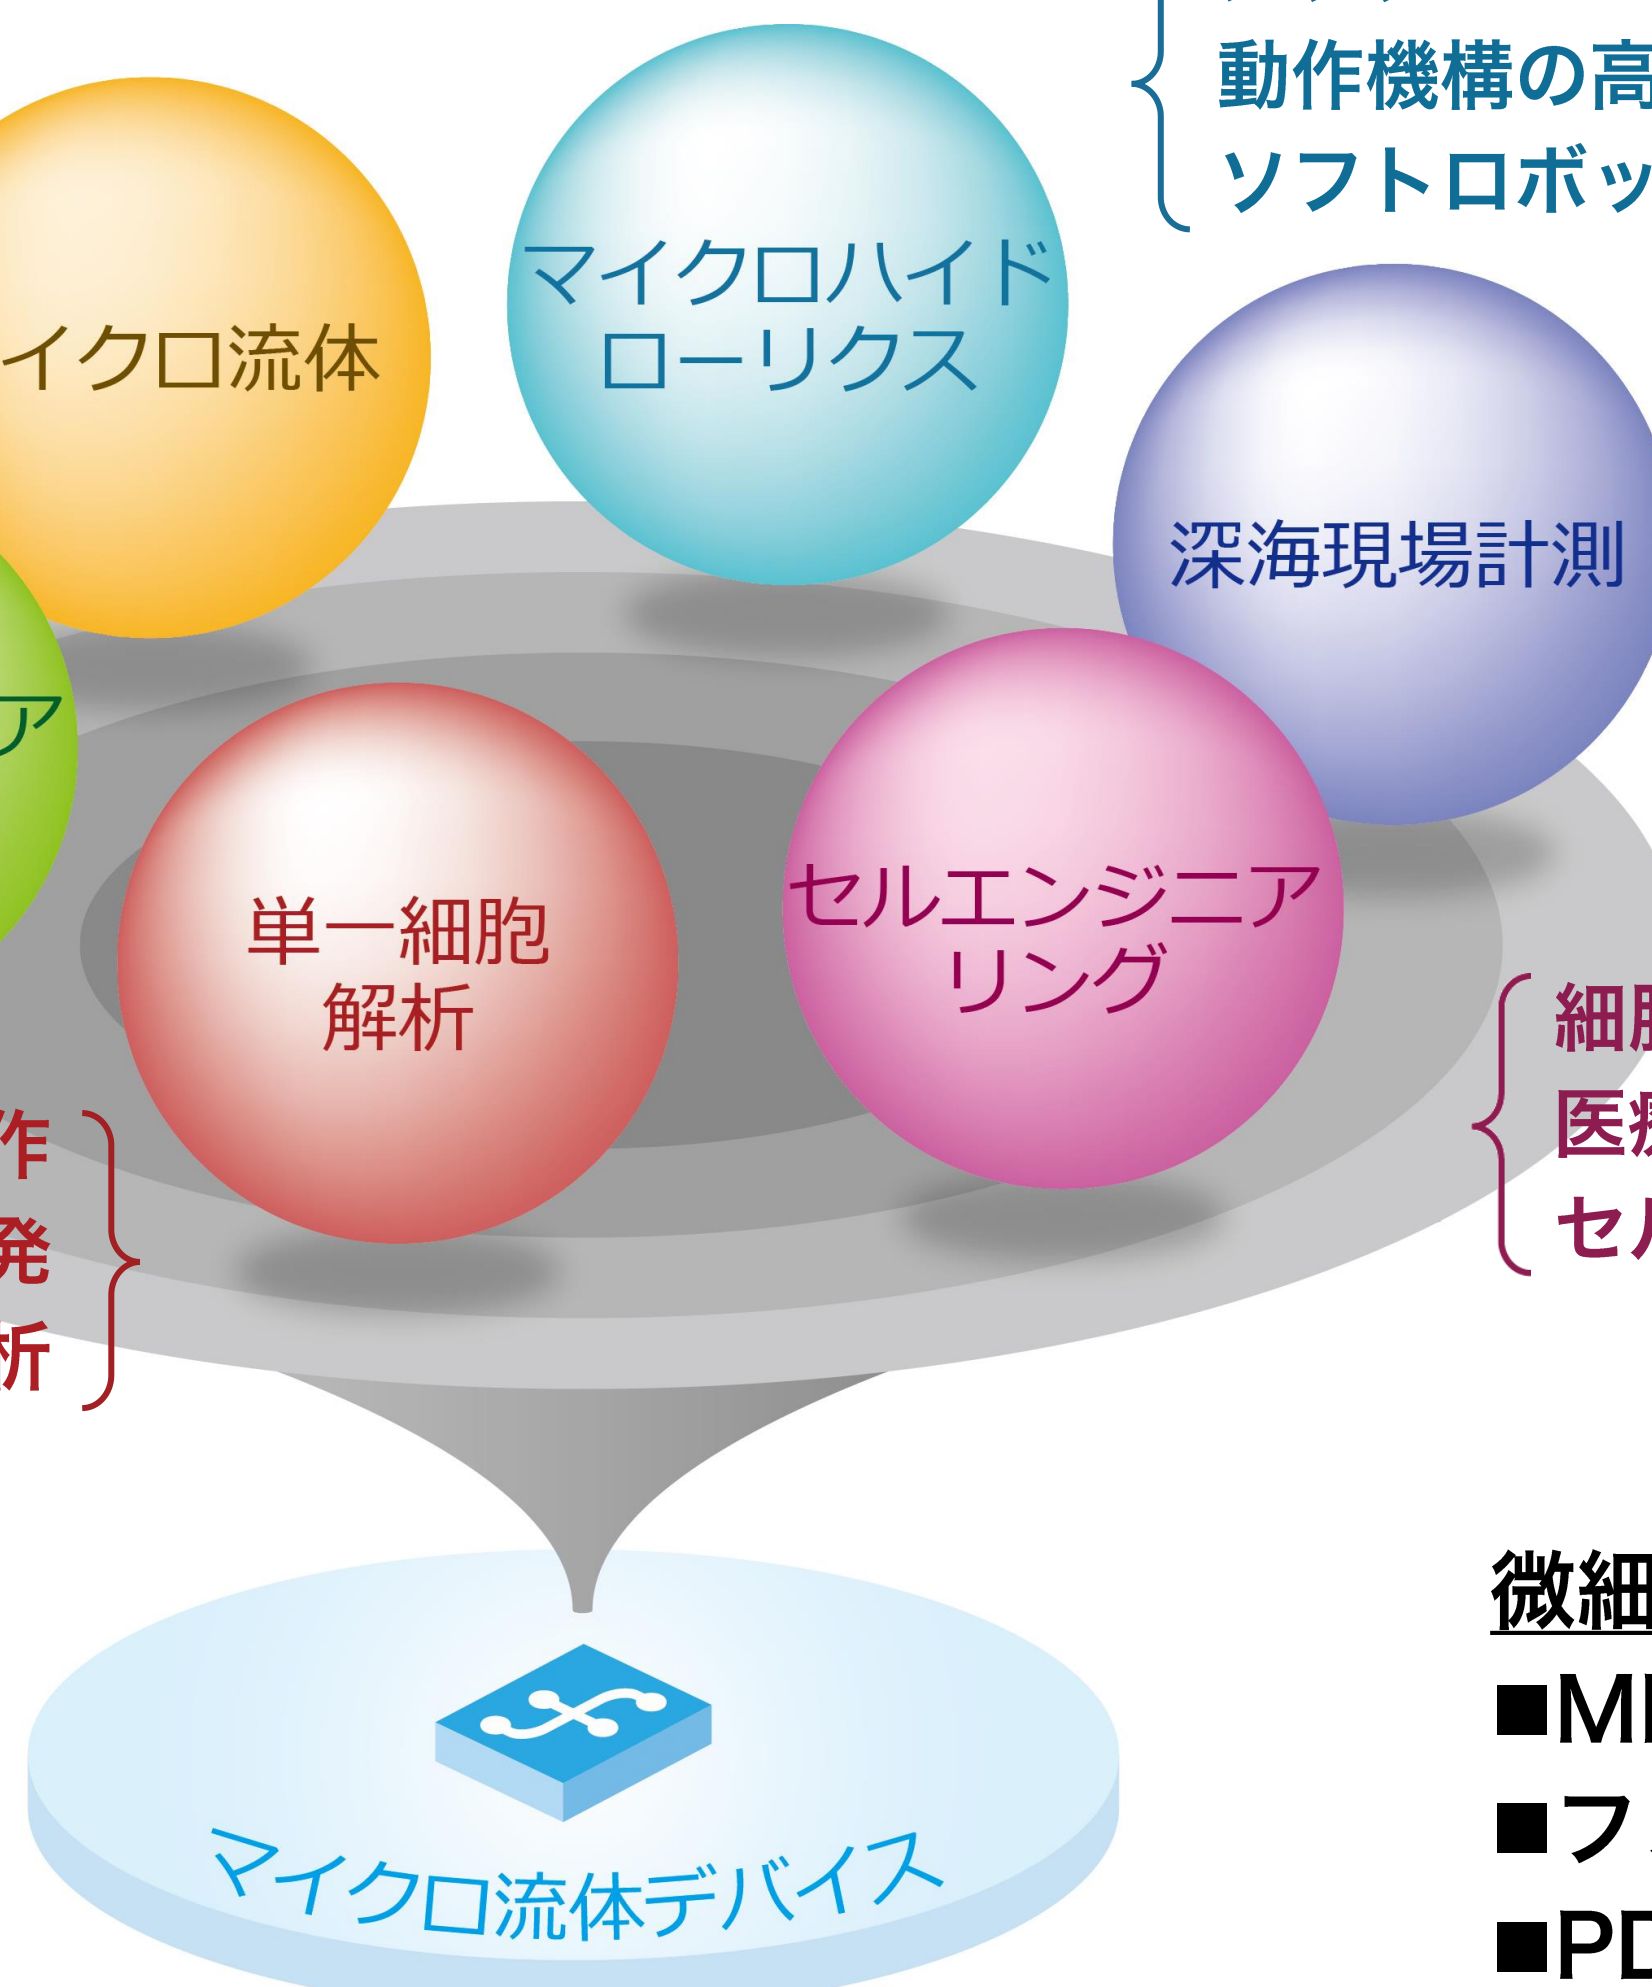 動作機構の高
ソフトロボッ
マイクロハイド
ローリクス
イクロ流体
深海現場計測
ア
単一細胞
解析
セルエンジニア
リング
細胞
医療
セル
作
発
析
微細
■M
■フ
■PD
マイクロ流体デバイス